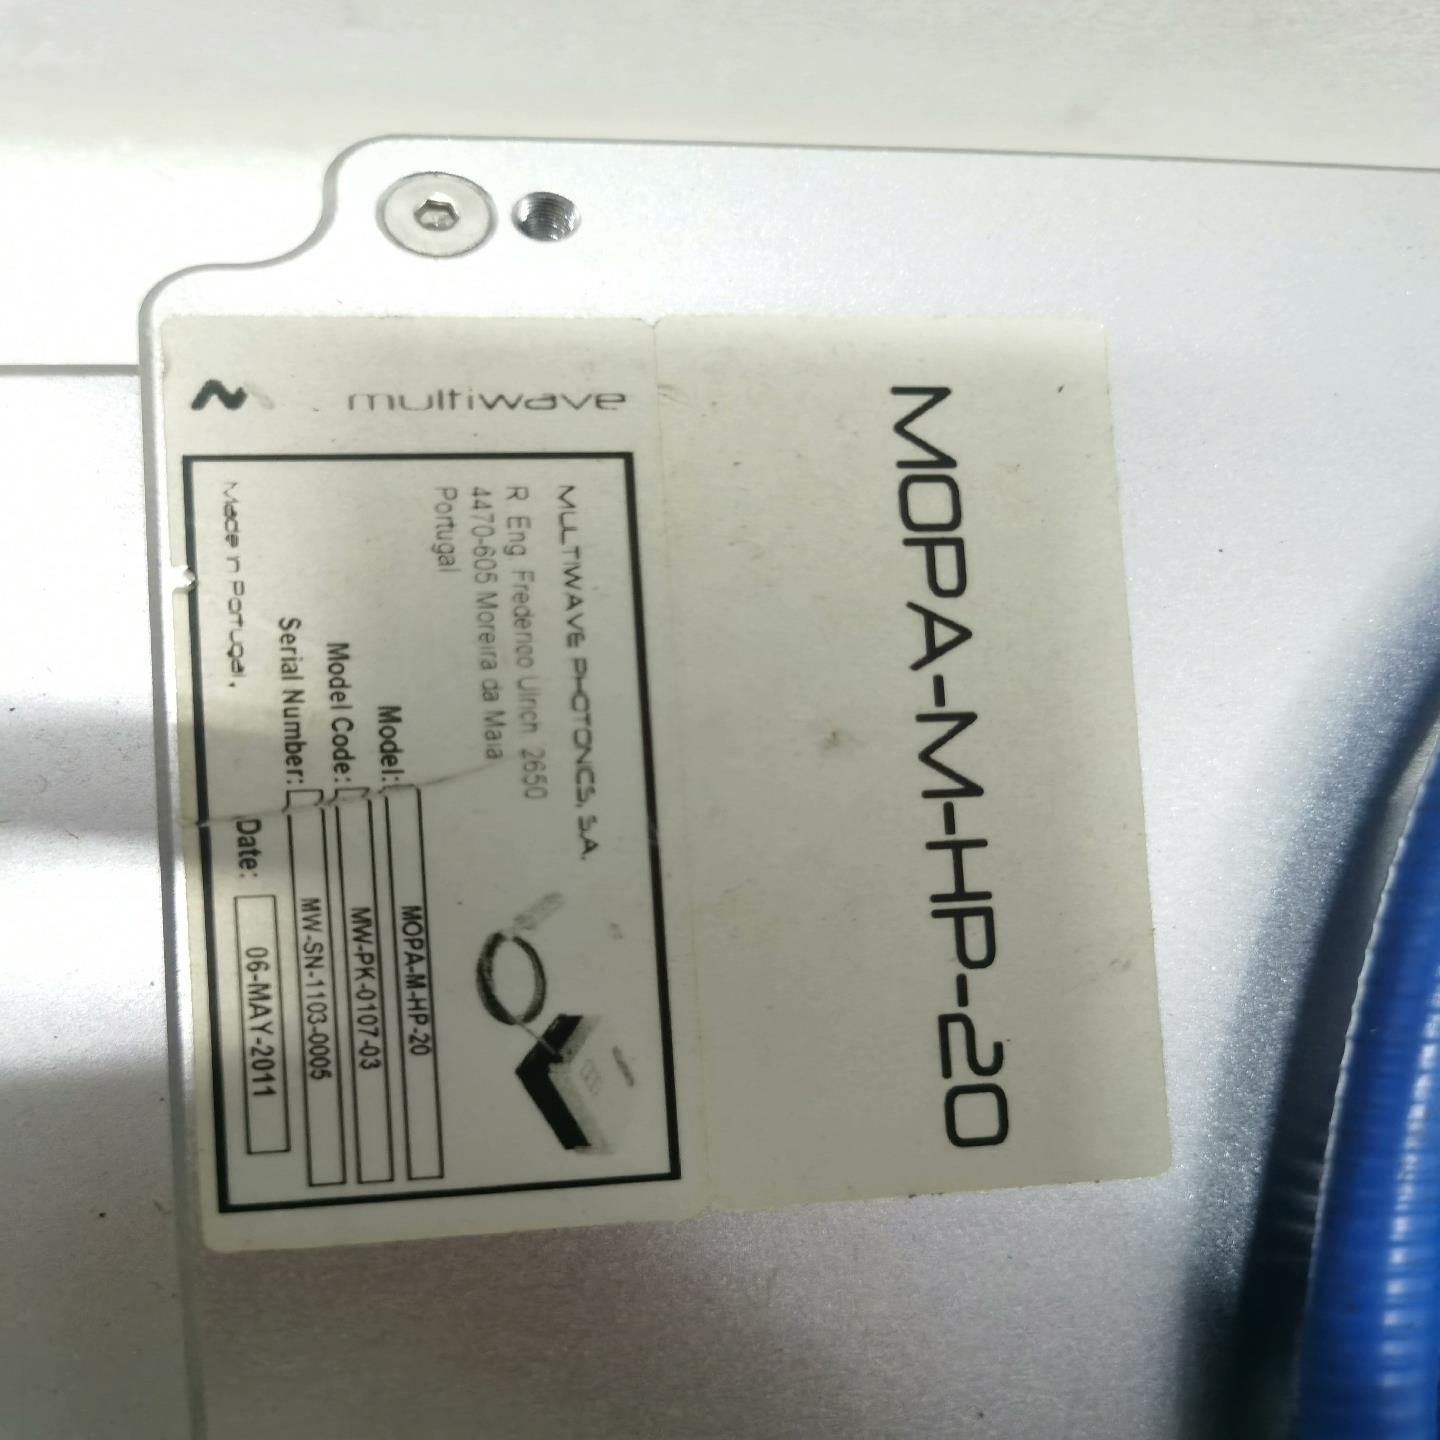 MOPA-M-HP-20
multiwave
MULTIWAVE PHOTONICS, S.A.
R. Eng. Frederico Ulrich 2650
4470-605 Moreira da Maia
Portugal
Model: MOPA-M-HP-20
Model Code: MW-PK-0107-03
Serial Number: MW-SN-1103-0005
Date: 06-MAY-2011
Made in Portugal.